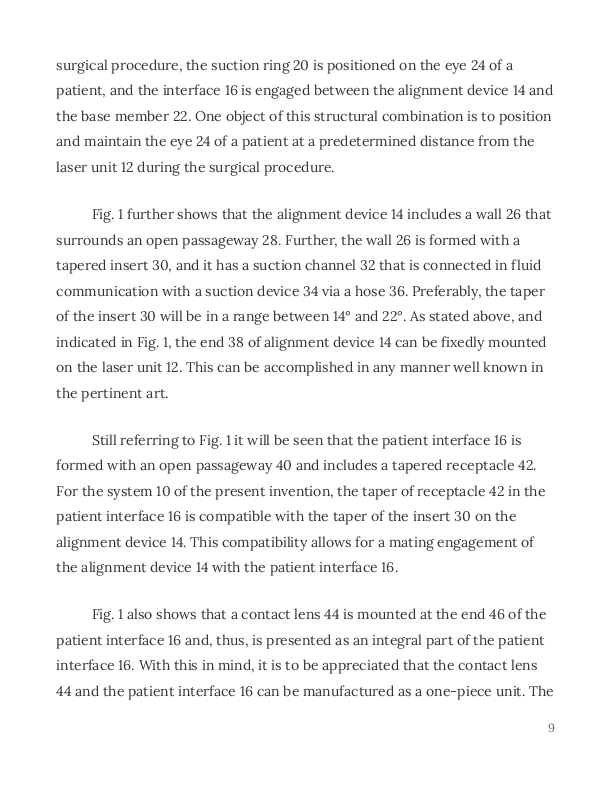 surgical procedure, the suction ring 20 is positioned on the eye 24 of a
patient, and the interface 16 is engaged between the alignment device 14 and
the base member 22. One object of this structural combination is to position
and maintain the eye 24 of a patient at a predetermined distance from the
laser unit 12 during the surgical procedure.
Fig. 1 further shows that the alignment device 14 includes a wall 26 that
surrounds an open passageway 28. Further, the wall 26 is formed with a
tapered insert 30, and it has a suction channel 32 that is connected in fluid
communication with a suction device 34 via a hose 36. Preferably, the taper
of the insert 30 will be in a range between 14° and 22°. As stated above, and
indicated in Fig. 1, the end 38 of alignment device 14 can be fixedly mounted
on the laser unit 12. This can be accomplished in any manner well known in
the pertinent art.
Still referring to Fig. 1 it will be seen that the patient interface 16 is
formed with an open passageway 40 and includes a tapered receptacle 42.
For the system 10 of the present invention, the taper of receptacle 42 in the
patient interface 16 is compatible with the taper of the insert 30 on the
alignment device 14. This compatibility allows for a mating engagement of
the alignment device 14 with the patient interface 16.
Fig. 1 also shows that a contact lens 44 is mounted at the end 46 of the
patient interface 16 and, thus, is presented as an integral part of the patient
interface 16. With this in mind, it is to be appreciated that the contact lens
44 and the patient interface 16 can be manufactured as a one-piece unit. The
9